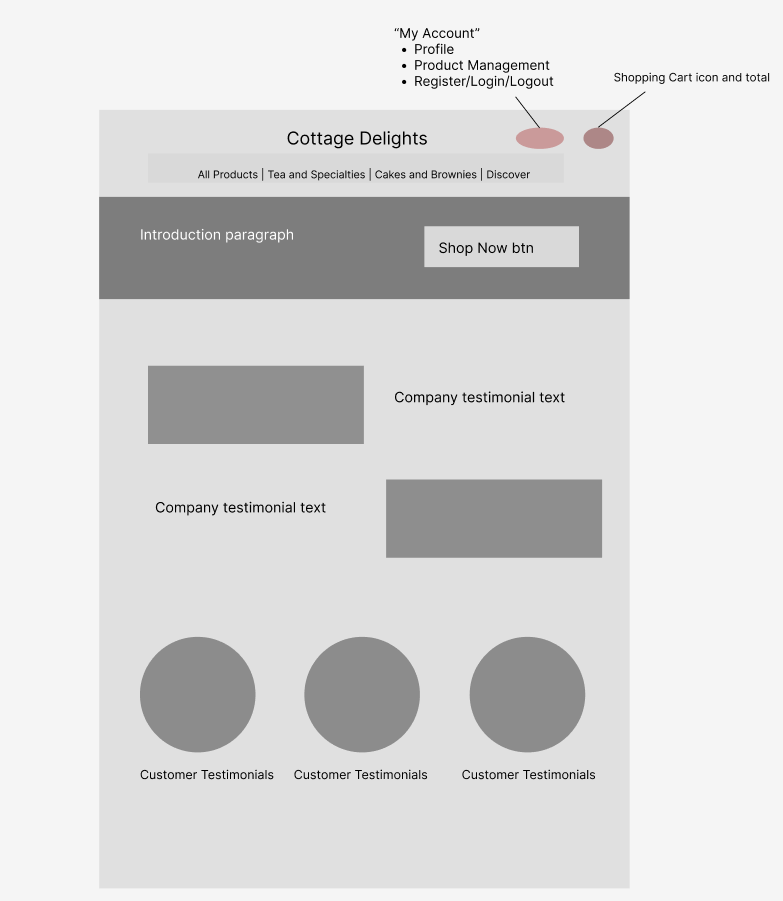 “My Account”
• Profile
• Product Management
• Register/Login/Logout
Shopping Cart icon and total
Cottage Delights
All Products | Tea and Specialties | Cakes and Brownies | Discover
Introduction paragraph
Shop Now btn
Company testimonial text
Company testimonial text
Customer Testimonials
Customer Testimonials
Customer Testimonials